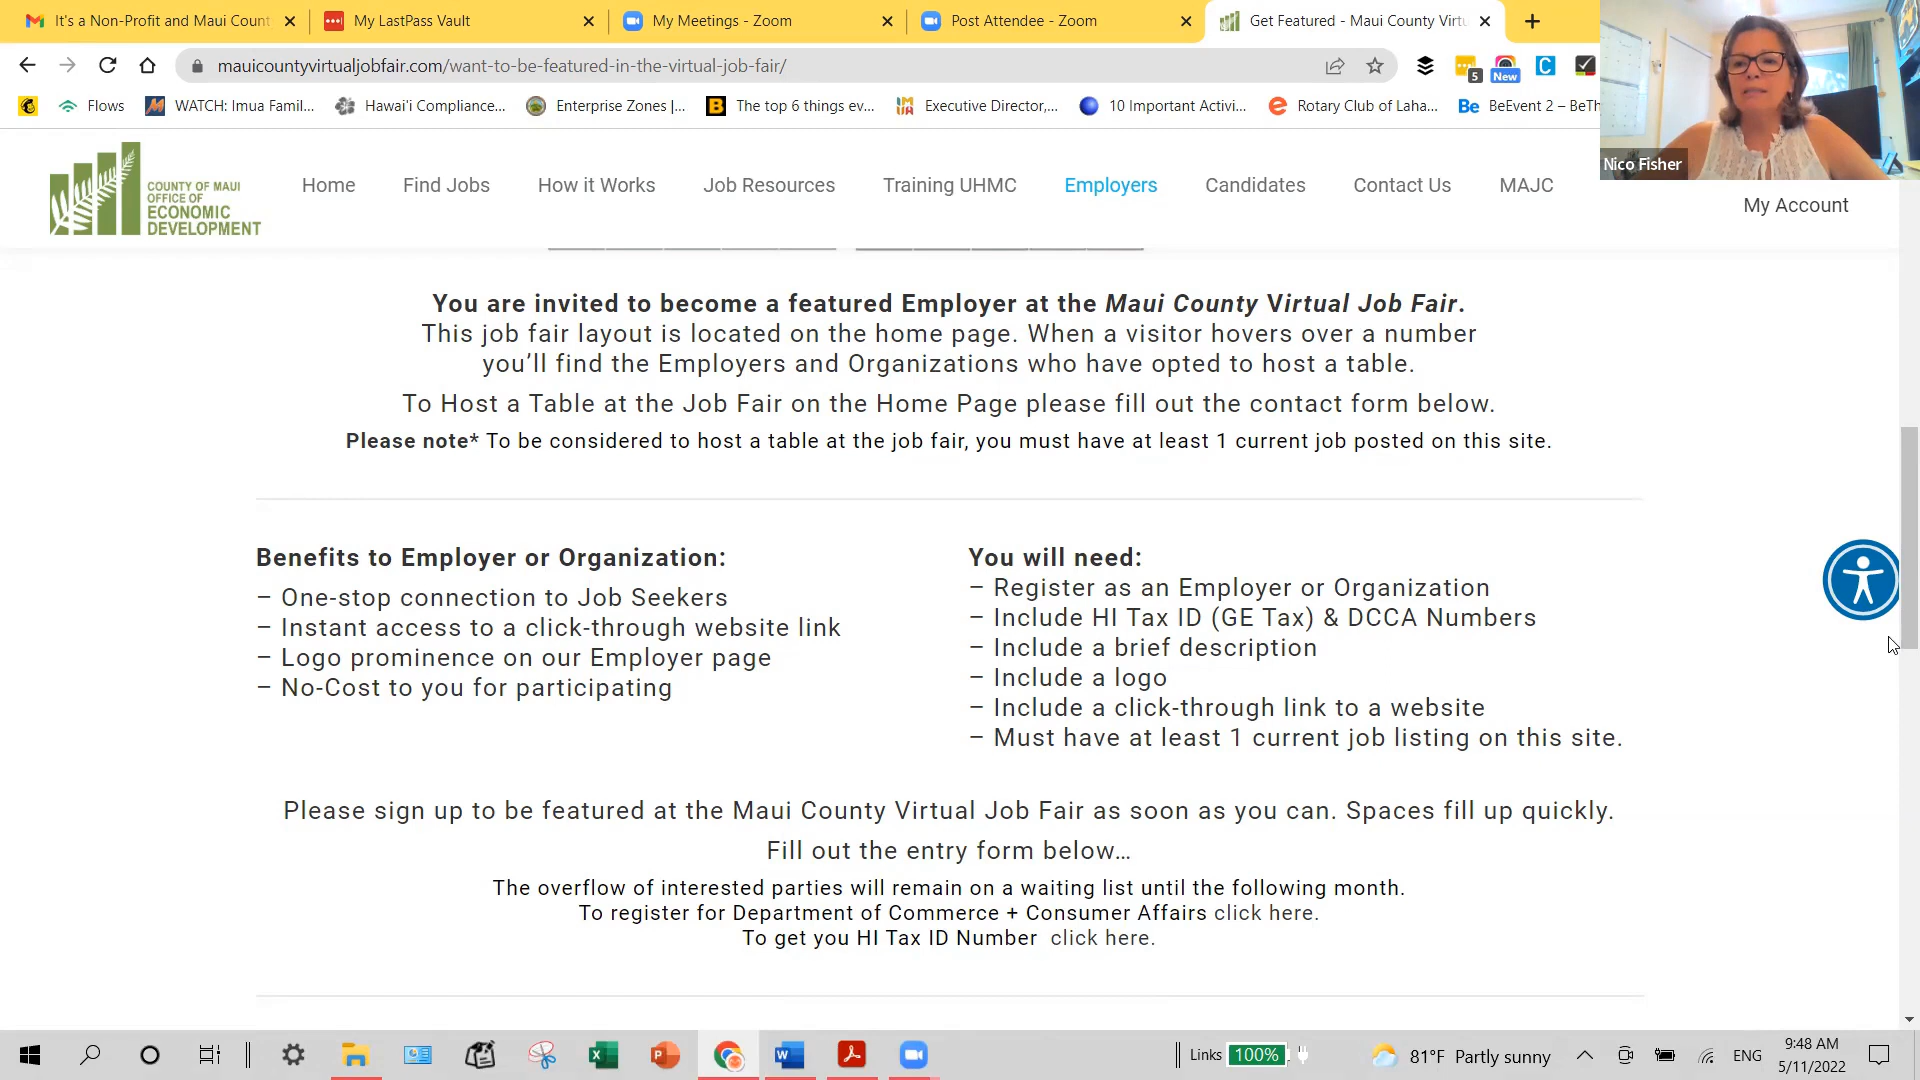 It's a Non-Profit and Maui Count
My LastPass Vault
My Meetings - Zoom
Post Attendee - Zoom
Get Featured - Maui County Virtu
mauicountyvirtualjobfair.com/want-to-be-featured-in-the-virtual-job-fair/
5
New
Flows
WATCH: Imua Famil...
Hawai'i Compliance...
Enterprise Zones |...
The top 6 things ev...
Executive Director,...
10 Important Activi...
Rotary Club of Laha...
BeEvent 2 – BeTh
Nico Fisher
COUNTY OF MAUI
OFFICE OF
ECONOMIC
DEVELOPMENT
Home
Find Jobs
How it Works
Job Resources
Training UHMC
Employers
Candidates
Contact Us
MAJC
My Account
You are invited to become a featured Employer at the Maui County Virtual Job Fair.
This job fair layout is located on the home page. When a visitor hovers over a number
you'll find the Employers and Organizations who have opted to host a table.
To Host a Table at the Job Fair on the Home Page please fill out the contact form below.
Please note* To be considered to host a table at the job fair, you must have at least 1 current job posted on this site.
Benefits to Employer or Organization:
– One-stop connection to Job Seekers
– Instant access to a click-through website link
– Logo prominence on our Employer page
– No-Cost to you for participating
You will need:
– Register as an Employer or Organization
– Include HI Tax ID (GE Tax) & DCCA Numbers
– Include a brief description
– Include a logo
– Include a click-through link to a website
– Must have at least 1 current job listing on this site.
Please sign up to be featured at the Maui County Virtual Job Fair as soon as you can. Spaces fill up quickly.
Fill out the entry form below…
The overflow of interested parties will remain on a waiting list until the following month.
To register for Department of Commerce + Consumer Affairs click here.
To get you HI Tax ID Number click here.
Links
100%
81°F Partly sunny
ENG
9:48 AM
5/11/2022